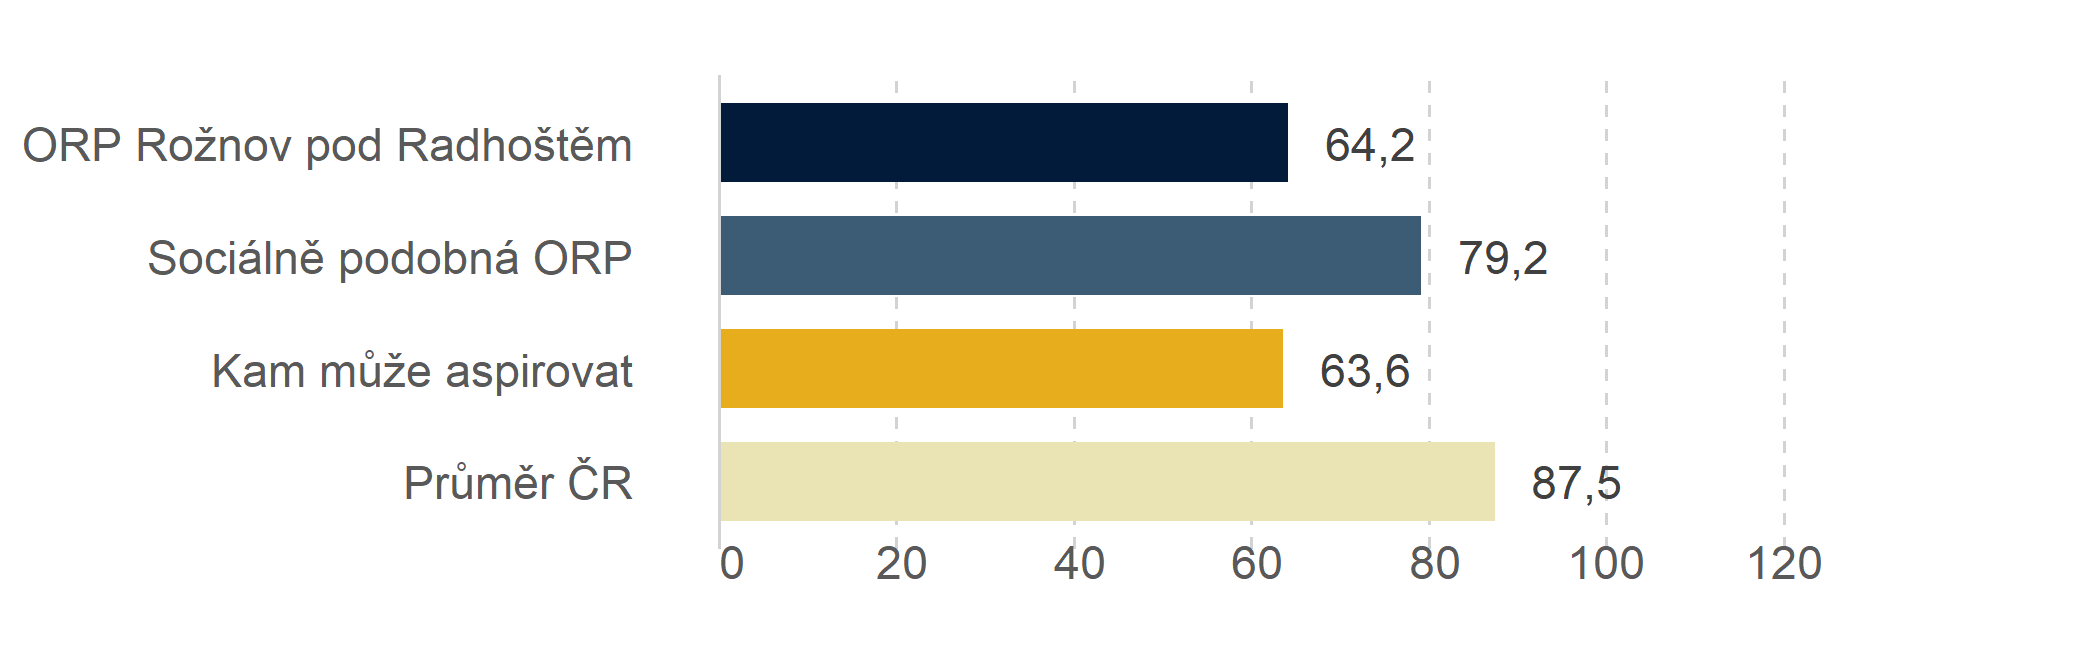 ORP Rožnov pod Radhoštěm 64,2
Sociálně podobná ORP 79,2
Kam může aspirovat 63,6
Průměr ČR 87,5
0 20 40 60 80 100 120